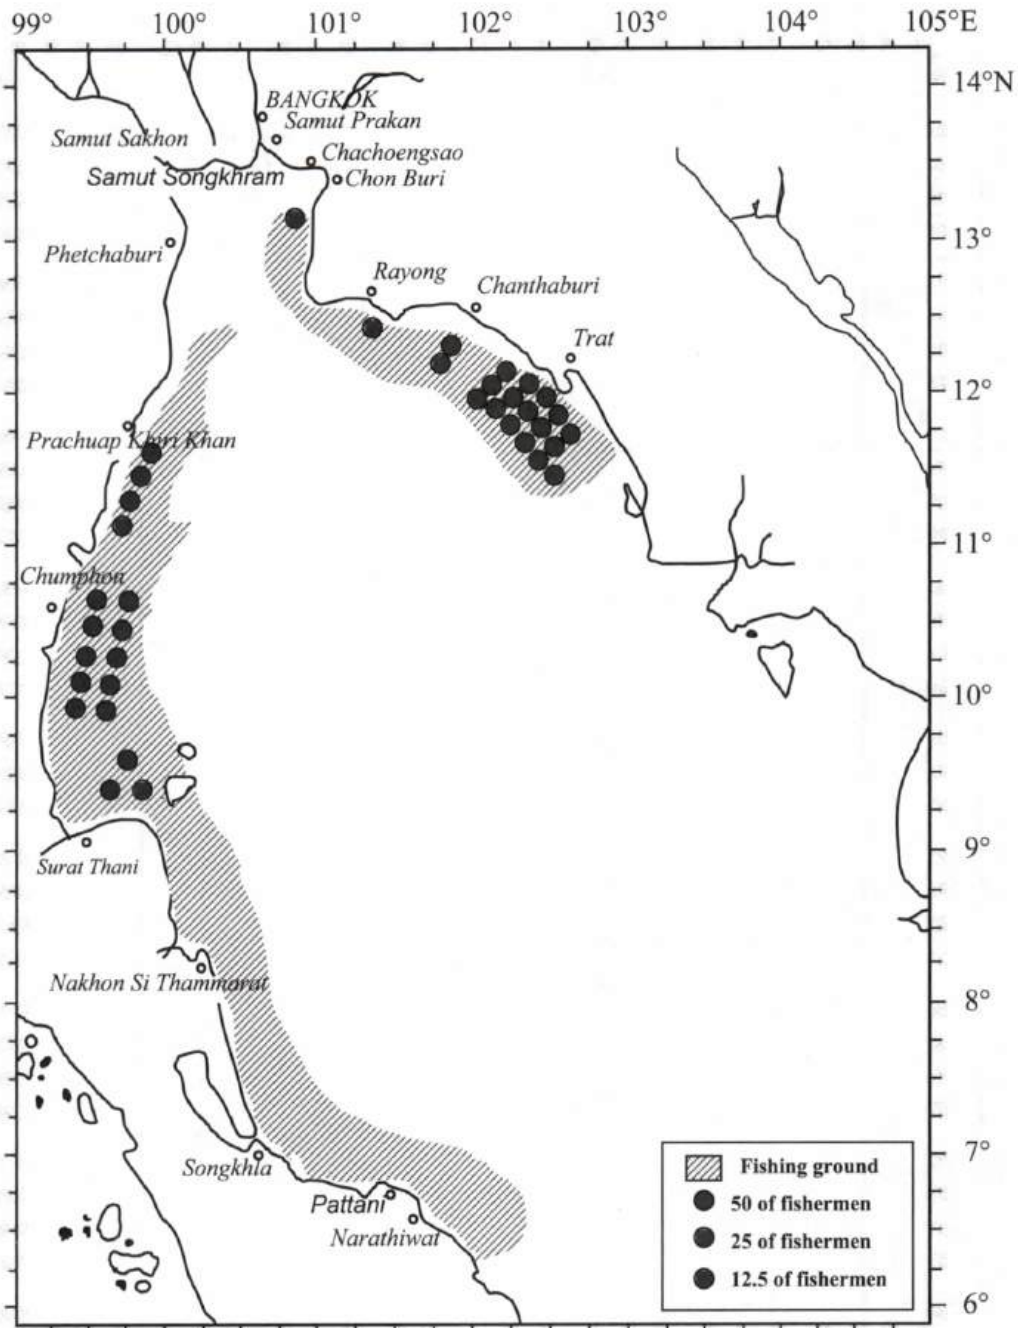 99° 100° 101° 102° 103° 104° 105°E
14°N
BANGKOK
Samut Prakan
Samut Sakhon
Chachoengsao
Samut Songkhram
Chon Buri
13°
Phetchaburi
Rayong
Chanthaburi
Trat
12°
Prachuap Khiri Khan
11°
Chumphon
10°
9°
Surat Thani
8°
Nakhon Si Thammarat
7°
Songkhla
Pattani
Narathiwat
6°
Fishing ground
50 of fishermen
25 of fishermen
12.5 of fishermen